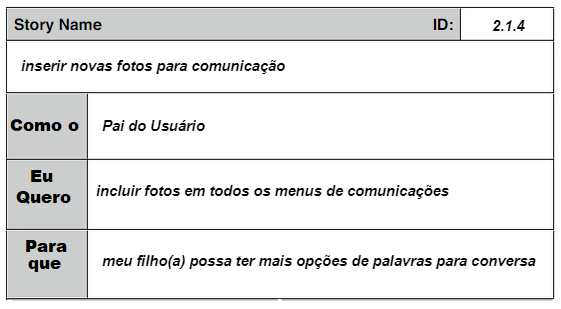 Story Name ID: 2.1.4
inserir novas fotos para comunicação
Como o Pai do Usuário
Eu
Quero incluir fotos em todos os menus de comunicações
Para
que meu filho(a) possa ter mais opções de palavras para conversa